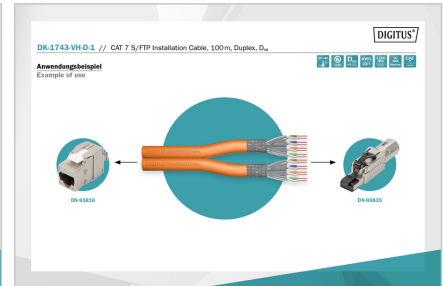 DIGITUS®
DK-1743-VH-D-1 // CAT 7 S/FTP Installation Cable, 100 m, Duplex, Dca
Anwendungsbeispiel
Example of use
DN-93816
DN-93835